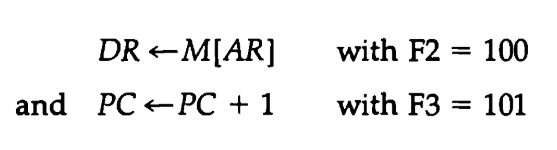 DR ← M[AR] with F2 = 100
and PC ← PC + 1 with F3 = 101